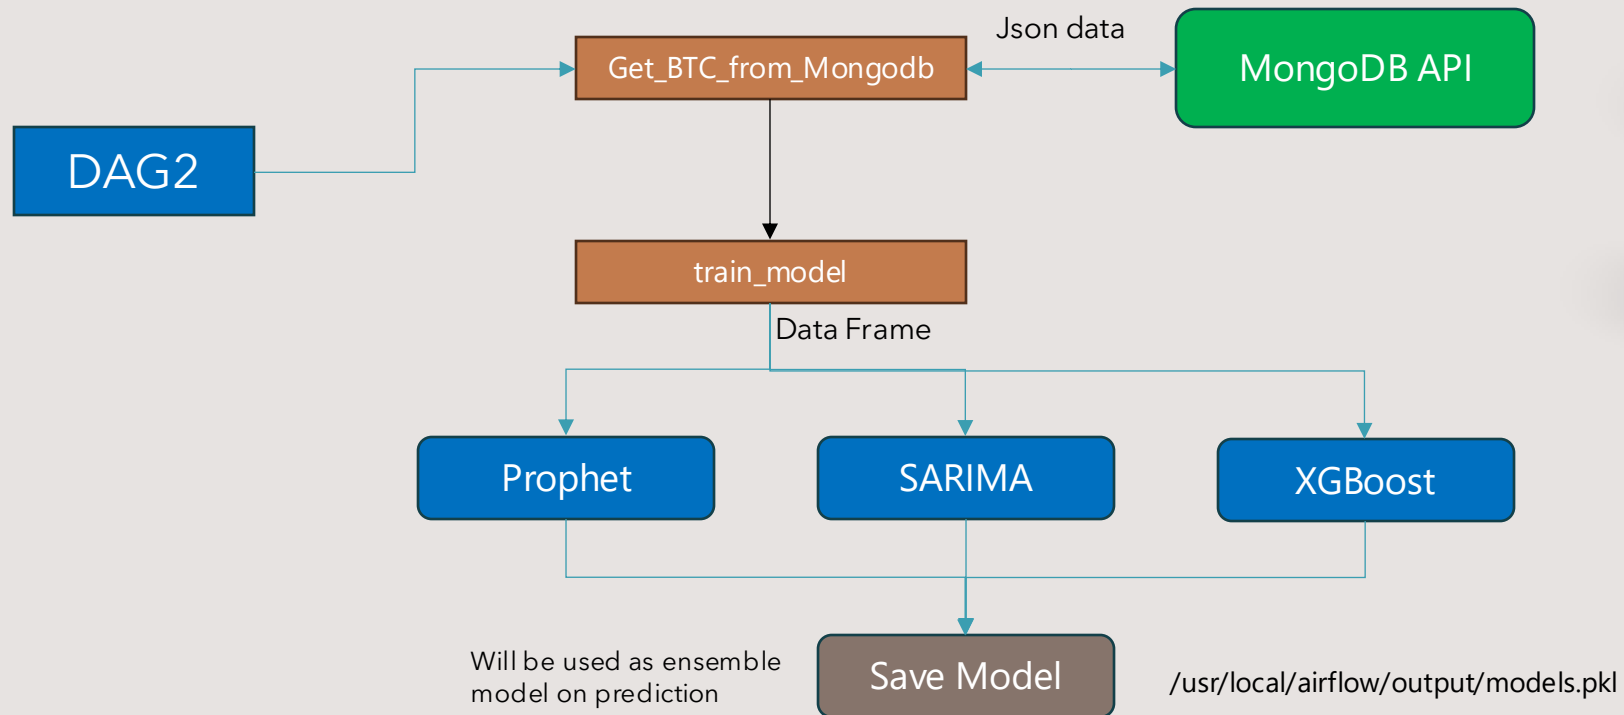 Json data
Get_BTC_from_Mongodb
MongoDB API
DAG2
train_model
Data Frame
Prophet
SARIMA
XGBoost
Will be used as ensemble
model on prediction
Save Model
/usr/local/airflow/output/models.pkl